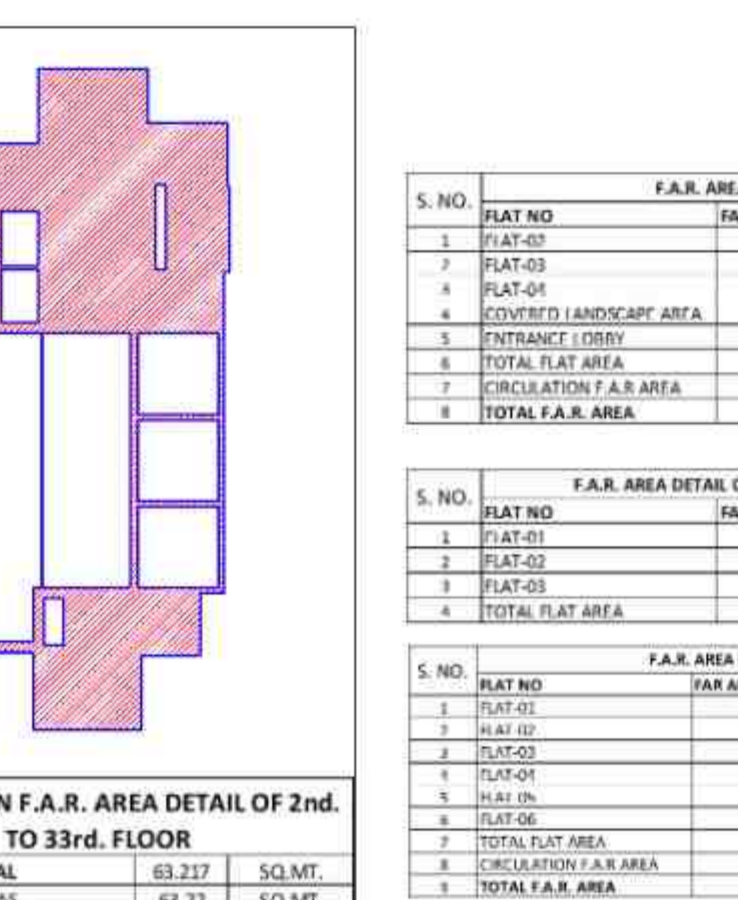 F.A.R. ARE
S. NO.
FLAT NO FA
1 FLAT-02
2 FLAT-03
3 FLAT-04
4 COVERED LANDSCAPE AREA
5 ENTRANCE LOBBY
6 TOTAL FLAT AREA
7 CIRCULATION F.A.R AREA
8 TOTAL F.A.R. AREA
F.A.R. AREA DETAIL
S. NO.
FLAT NO FA
1 FLAT-01
2 FLAT-02
3 FLAT-03
4 TOTAL FLAT AREA
F.A.R. AREA
S. NO.
FLAT NO FAR A
1 FLAT-01
2 FLAT-02
3 FLAT-03
4 FLAT-04
5 FLAT-05
6 FLAT-06
7 TOTAL FLAT AREA
8 CIRCULATION F.A.R AREA
9 TOTAL F.A.R. AREA
N F.A.R. AREA DETAIL OF 2nd.
TO 33rd. FLOOR
AL 63.217 SQ.MT.